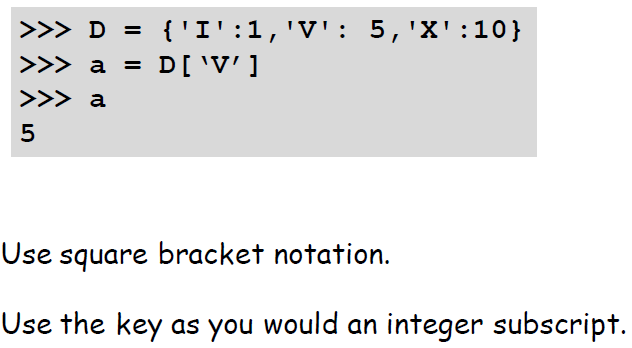 >>> D = {'I':1,'V': 5,'X':10}
>>> a = D[‘V’]
>>> a
5
Use square bracket notation.
Use the key as you would an integer subscript.